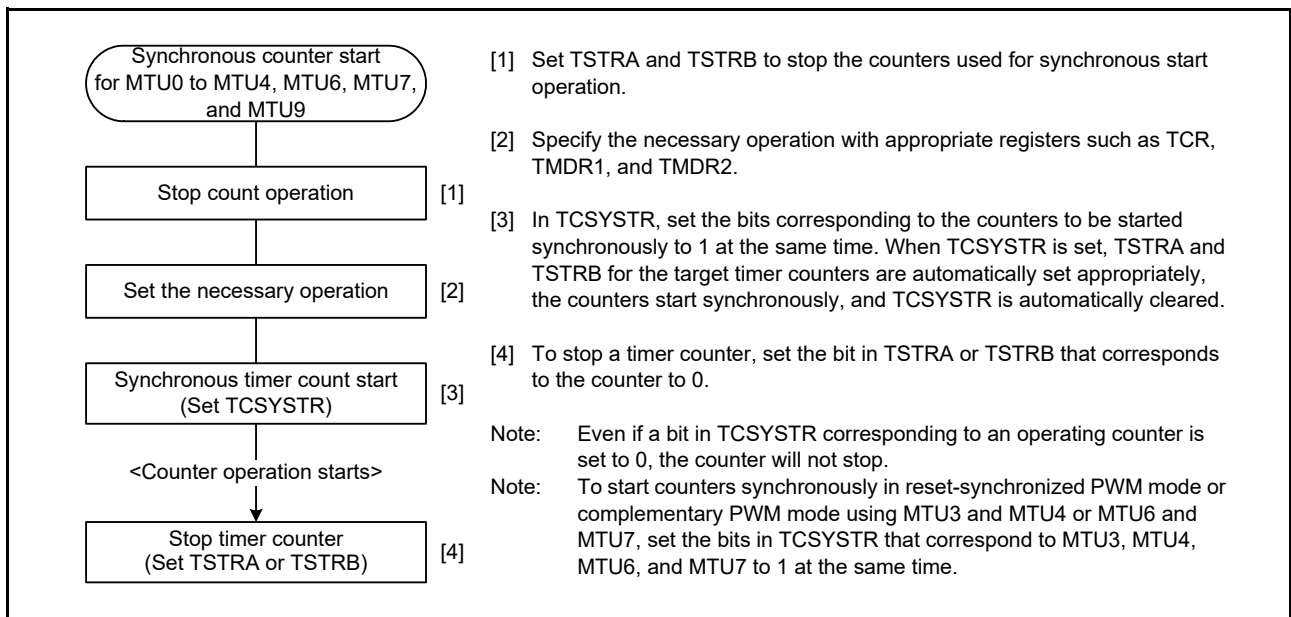 Synchronous counter start
for MTU0 to MTU4, MTU6, MTU7,
and MTU9
Stop count operation
[1]
Set the necessary operation
[2]
Synchronous timer count start
(Set TCSYSTR)
[3]
<Counter operation starts>
Stop timer counter
(Set TSTRA or TSTRB)
[4]
[1] Set TSTRA and TSTRB to stop the counters used for synchronous start
operation.
[2] Specify the necessary operation with appropriate registers such as TCR,
TMDR1, and TMDR2.
[3] In TCSYSTR, set the bits corresponding to the counters to be started
synchronously to 1 at the same time. When TCSYSTR is set, TSTRA and
TSTRB for the target timer counters are automatically set appropriately,
the counters start synchronously, and TCSYSTR is automatically cleared.
[4] To stop a timer counter, set the bit in TSTRA or TSTRB that corresponds
to the counter to 0.
Note: Even if a bit in TCSYSTR corresponding to an operating counter is
set to 0, the counter will not stop.
Note: To start counters synchronously in reset-synchronized PWM mode or
complementary PWM mode using MTU3 and MTU4 or MTU6 and
MTU7, set the bits in TCSYSTR that correspond to MTU3, MTU4,
MTU6, and MTU7 to 1 at the same time.